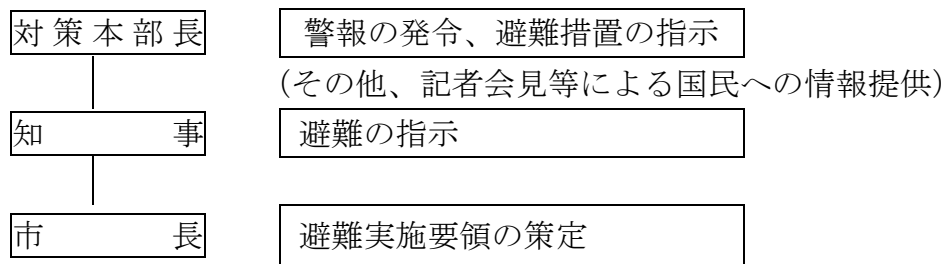 対策本部長 警報の発令、避難措置の指示
(その他、記者会見等による国民への情報提供)
知事 避難の指示
市長 避難実施要領の策定